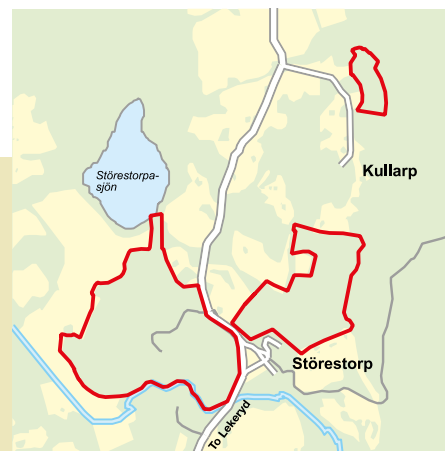 Störestorpa-
sjön
Kullarp
Störestorp
To Lekeryd